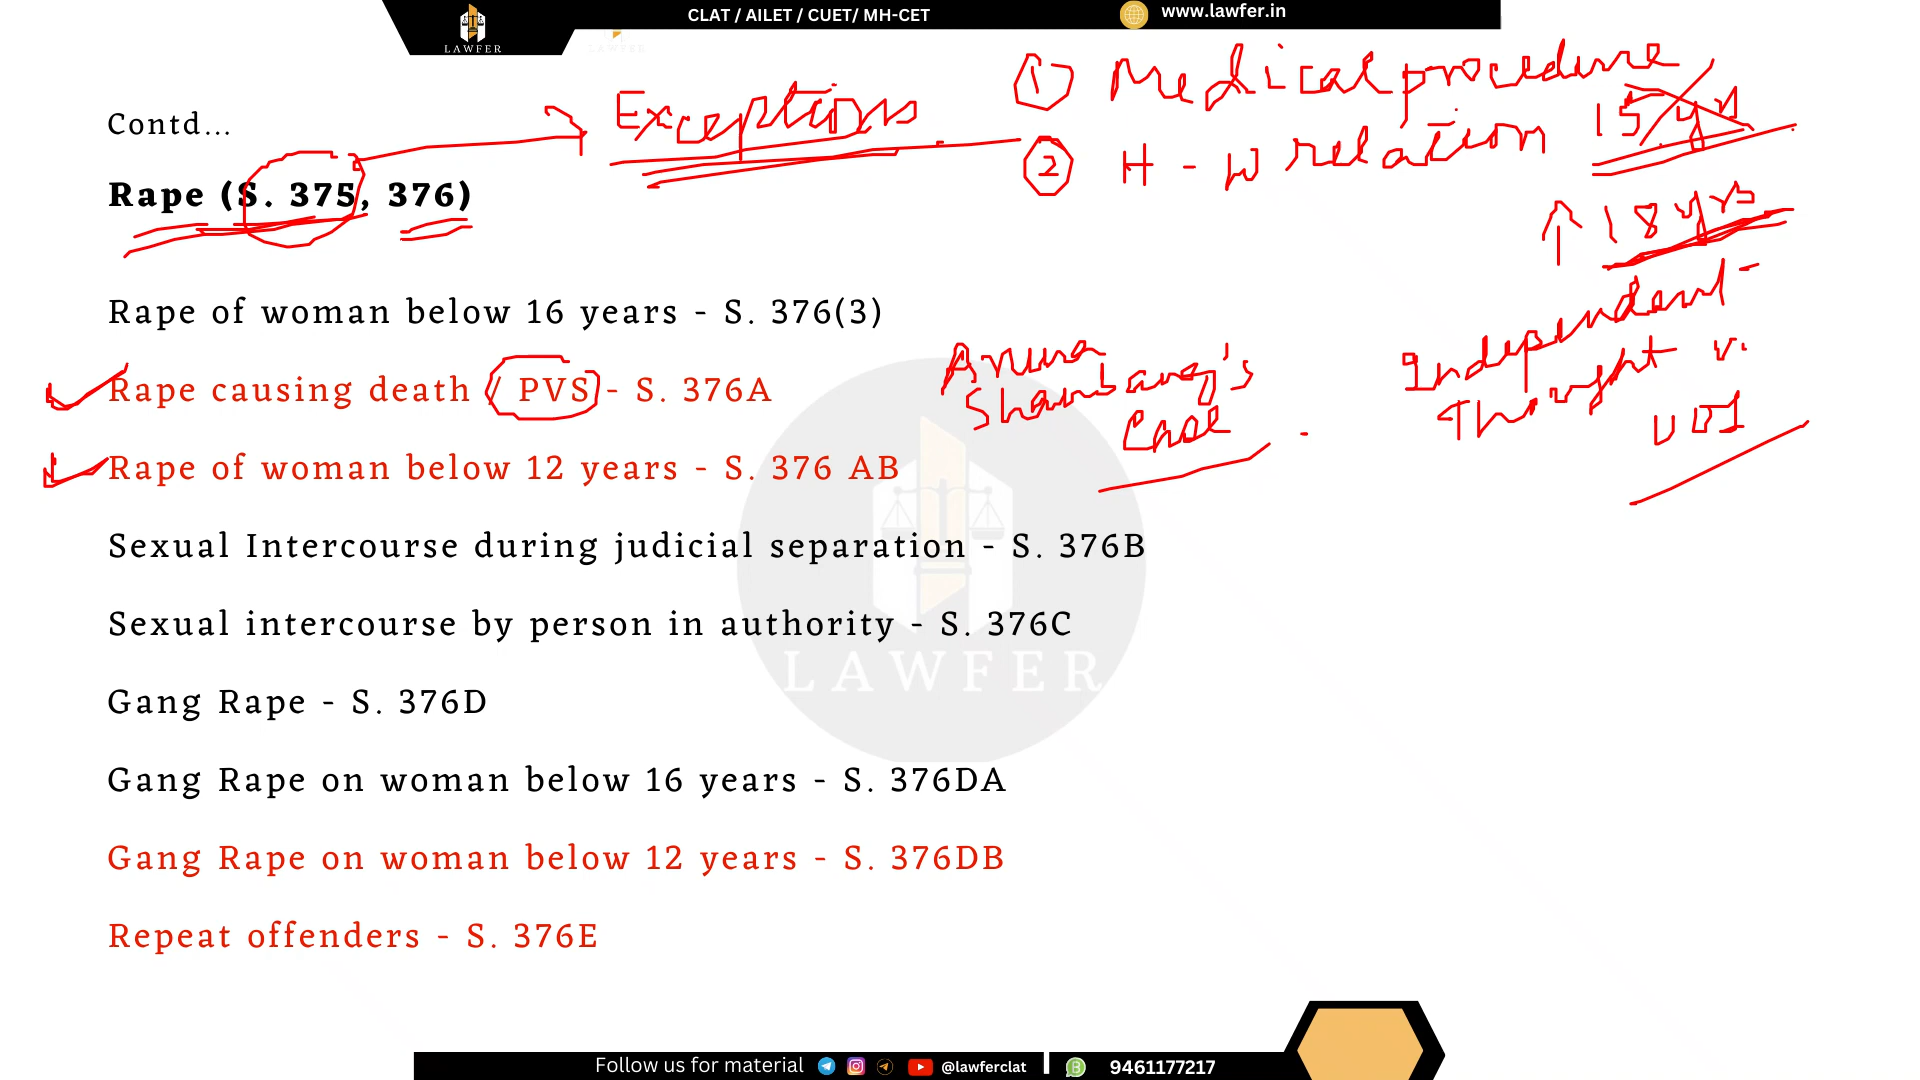 LAWFER
CLAT / AILET / CUET/ MH-CET
www.lawfer.in
Contd...
Exceptions
① Medical procedure
② H - W relation 15 yrs
Rape (S. 375, 376)
↑ 18 yrs
Independent
Thought v.
UOI
Rape of woman below 16 years - S. 376(3)
Aruna
Shanbaug's
Case
Rape causing death / PVS - S. 376A
Rape of woman below 12 years - S. 376 AB
Sexual Intercourse during judicial separation - S. 376B
Sexual intercourse by person in authority - S. 376C
LAWFER
Gang Rape - S. 376D
Gang Rape on woman below 16 years - S. 376DA
Gang Rape on woman below 12 years - S. 376DB
Repeat offenders - S. 376E
Follow us for material @lawferclat 9461177217